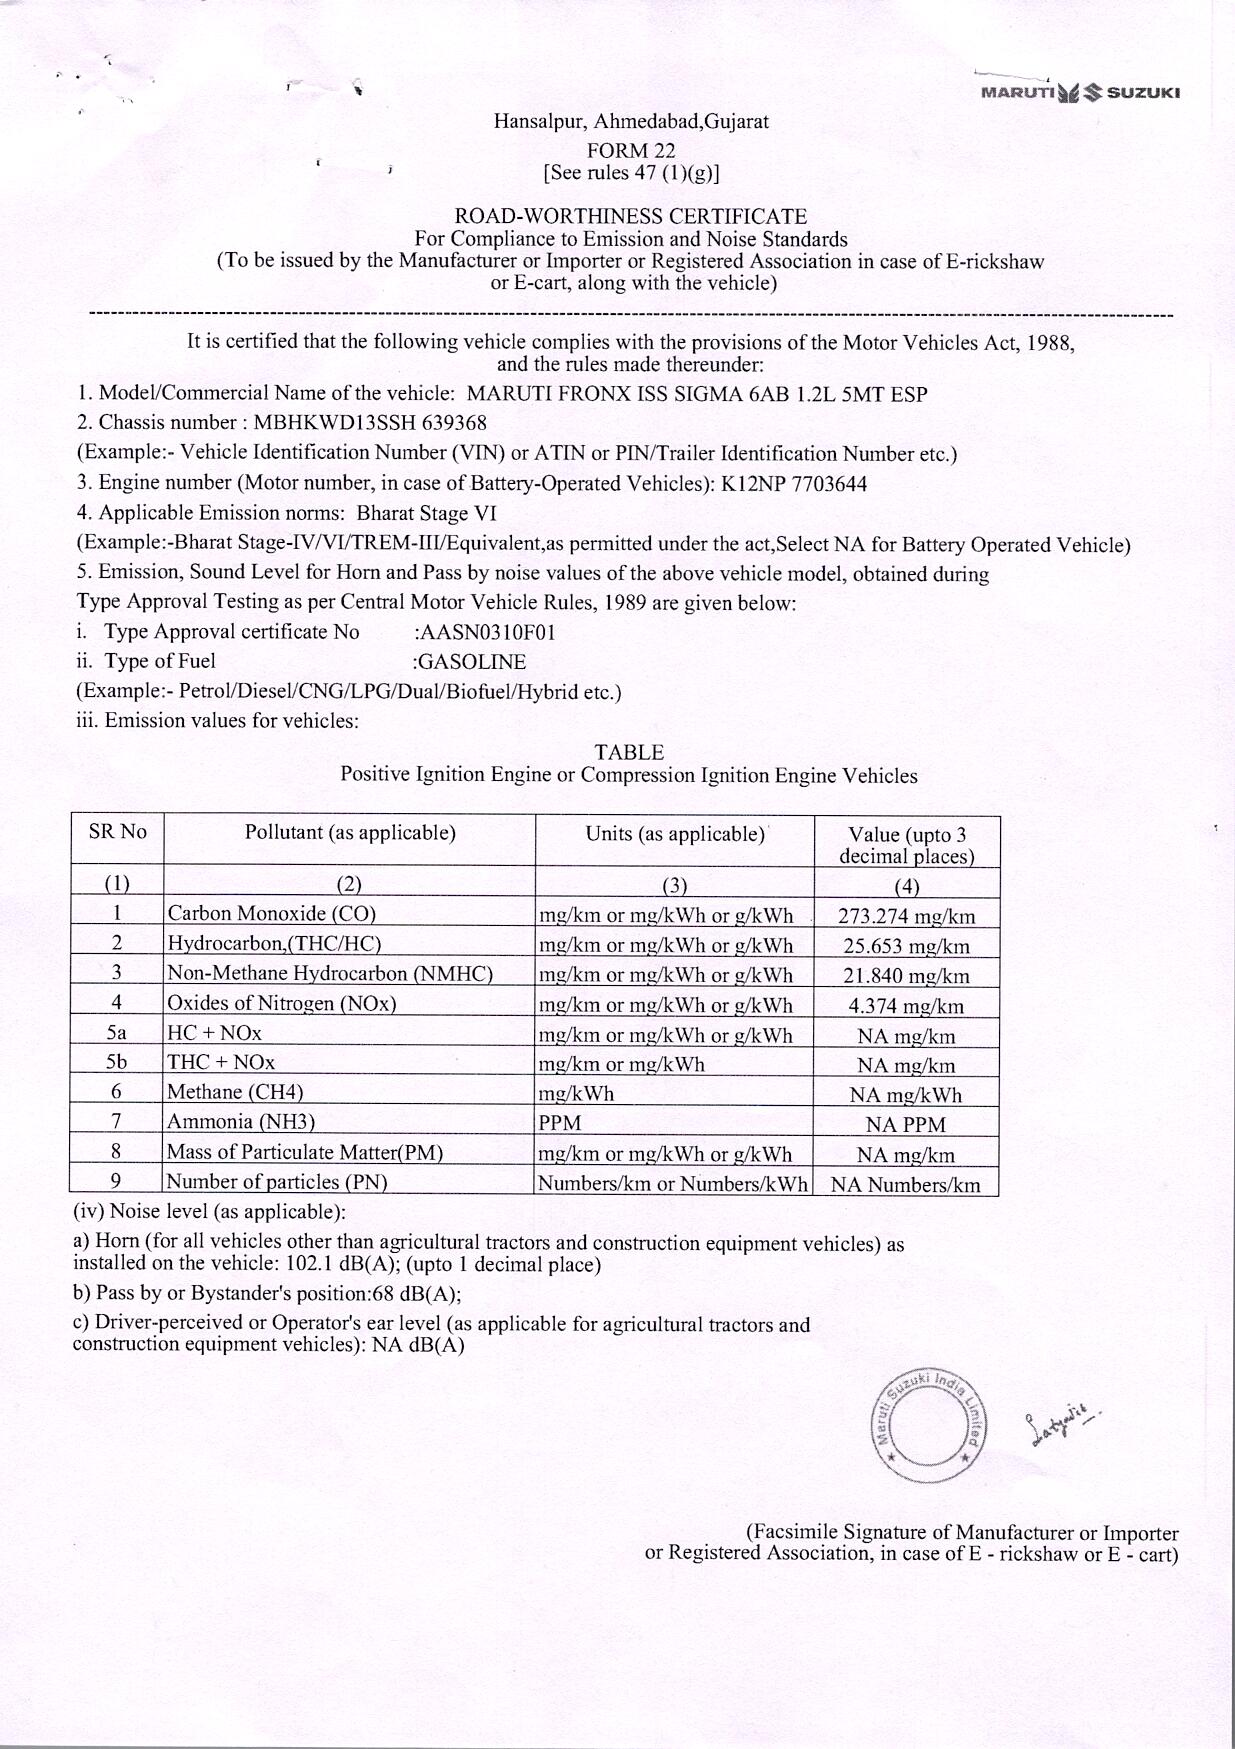 MARUTI SUZUKI
Hansalpur, Ahmedabad,Gujarat
FORM 22
[See rules 47 (1)(g)]
ROAD-WORTHINESS CERTIFICATE
For Compliance to Emission and Noise Standards
(To be issued by the Manufacturer or Importer or Registered Association in case of E-rickshaw
or E-cart, along with the vehicle)
It is certified that the following vehicle complies with the provisions of the Motor Vehicles Act, 1988,
and the rules made thereunder:
1. Model/Commercial Name of the vehicle: MARUTI FRONX ISS SIGMA 6AB 1.2L 5MT ESP
2. Chassis number : MBHKWD13SSH 639368
(Example:- Vehicle Identification Number (VIN) or ATIN or PIN/Trailer Identification Number etc.)
3. Engine number (Motor number, in case of Battery-Operated Vehicles): K12NP 7703644
4. Applicable Emission norms: Bharat Stage VI
(Example:-Bharat Stage-IV/VI/TREM-III/Equivalent,as permitted under the act,Select NA for Battery Operated Vehicle)
5. Emission, Sound Level for Horn and Pass by noise values of the above vehicle model, obtained during
Type Approval Testing as per Central Motor Vehicle Rules, 1989 are given below:
i. Type Approval certificate No :AASN0310F01
ii. Type of Fuel :GASOLINE
(Example:- Petrol/Diesel/CNG/LPG/Dual/Biofuel/Hybrid etc.)
iii. Emission values for vehicles:
TABLE
Positive Ignition Engine or Compression Ignition Engine Vehicles
SR No Pollutant (as applicable) Units (as applicable) Value (upto 3
decimal places)
(1) (2) (3) (4)
1 Carbon Monoxide (CO) mg/km or mg/kWh or g/kWh 273.274 mg/km
2 Hydrocarbon,(THC/HC) mg/km or mg/kWh or g/kWh 25.653 mg/km
3 Non-Methane Hydrocarbon (NMHC) mg/km or mg/kWh or g/kWh 21.840 mg/km
4 Oxides of Nitrogen (NOx) mg/km or mg/kWh or g/kWh 4.374 mg/km
5a HC + NOx mg/km or mg/kWh or g/kWh NA mg/km
5b THC + NOx mg/km or mg/kWh NA mg/km
6 Methane (CH4) mg/kWh NA mg/kWh
7 Ammonia (NH3) PPM NA PPM
8 Mass of Particulate Matter(PM) mg/km or mg/kWh or g/kWh NA mg/km
9 Number of particles (PN) Numbers/km or Numbers/kWh NA Numbers/km
(iv) Noise level (as applicable):
a) Horn (for all vehicles other than agricultural tractors and construction equipment vehicles) as
installed on the vehicle: 102.1 dB(A); (upto 1 decimal place)
b) Pass by or Bystander's position:68 dB(A);
c) Driver-perceived or Operator's ear level (as applicable for agricultural tractors and
construction equipment vehicles): NA dB(A)
Maruti Suzuki India Limited
(Facsimile Signature of Manufacturer or Importer
or Registered Association, in case of E - rickshaw or E - cart)